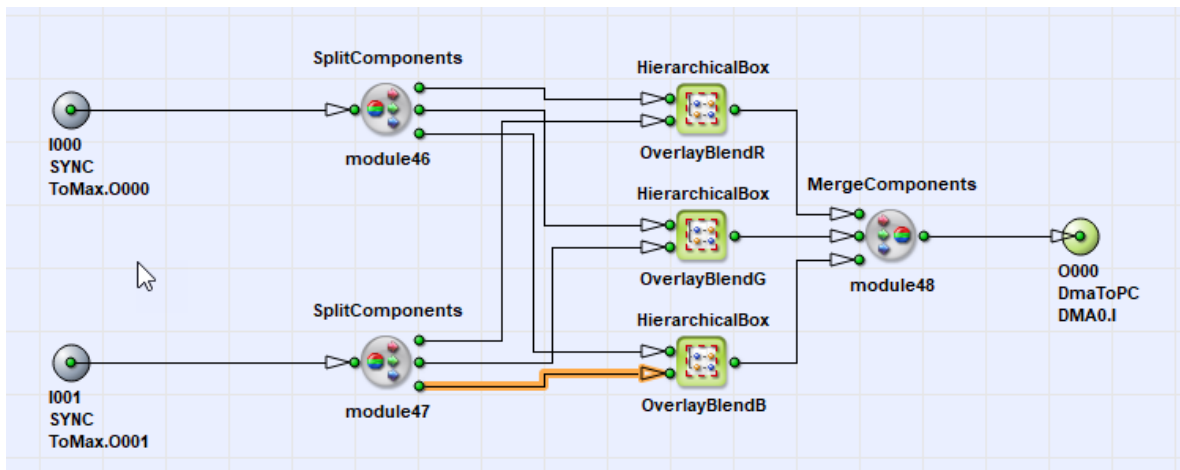 SplitComponents
HierarchicalBox
I000
SYNC
ToMax.O000
module46
OverlayBlendR
HierarchicalBox
MergeComponents
OverlayBlendG
module48
O000
DmaToPC
DMA0.I
SplitComponents
HierarchicalBox
I001
SYNC
ToMax.O001
module47
OverlayBlendB